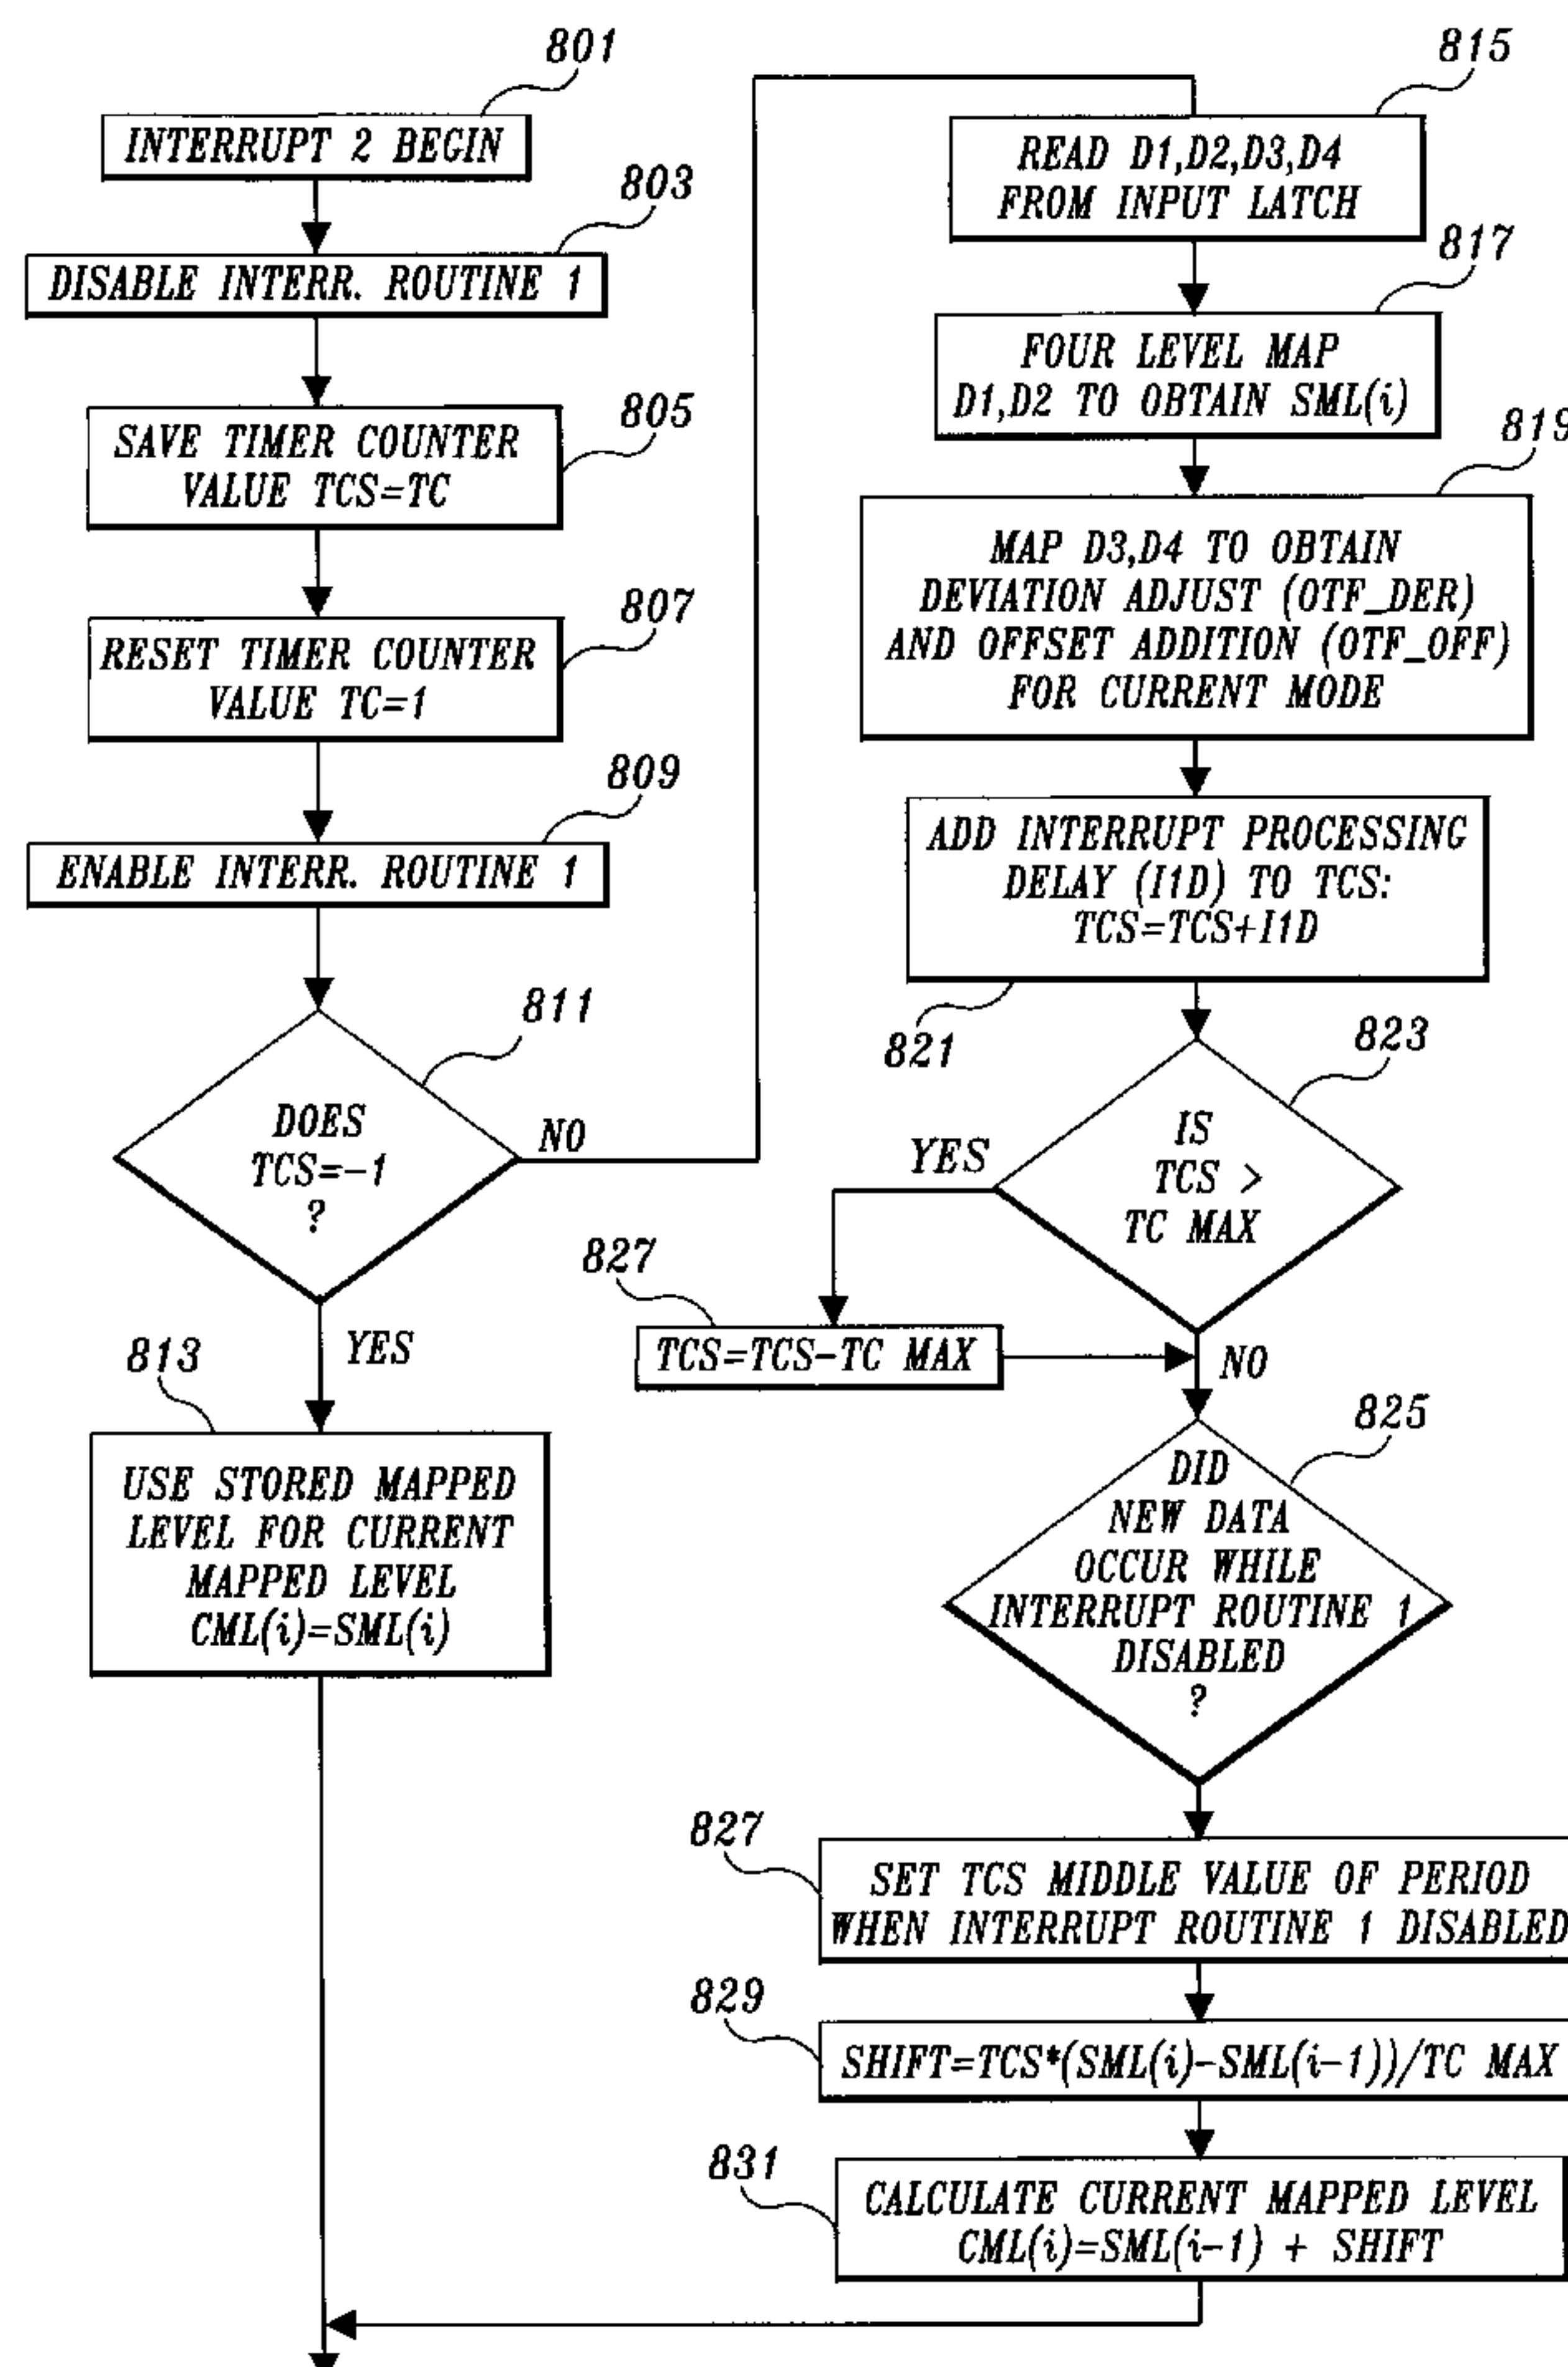 801
INTERRUPT 2 BEGIN
803
DISABLE INTERR. ROUTINE 1
805
SAVE TIMER COUNTER
VALUE TCS=TC
807
RESET TIMER COUNTER
VALUE TC=1
809
ENABLE INTERR. ROUTINE 1
811
DOES
TCS=-1
?
NO
YES
813
USE STORED MAPPED
LEVEL FOR CURRENT
MAPPED LEVEL
CML(i)=SML(i)
815
READ D1,D2,D3,D4
FROM INPUT LATCH
817
FOUR LEVEL MAP
D1,D2 TO OBTAIN SML(i)
819
MAP D3,D4 TO OBTAIN
DEVIATION ADJUST (OTF_DER)
AND OFFSET ADDITION (OTF_OFF)
FOR CURRENT MODE
ADD INTERRUPT PROCESSING
DELAY (I1D) TO TCS:
TCS=TCS+I1D
821
823
IS
TCS >
TC MAX
YES
827
TCS=TCS-TC MAX
NO
825
DID
NEW DATA
OCCUR WHILE
INTERRUPT ROUTINE 1
DISABLED
?
827
SET TCS MIDDLE VALUE OF PERIOD
WHEN INTERRUPT ROUTINE 1 DISABLED
829
SHIFT=TCS*(SML(i)-SML(i-1))/TC MAX
831
CALCULATE CURRENT MAPPED LEVEL
CML(i)=SML(i-1) + SHIFT